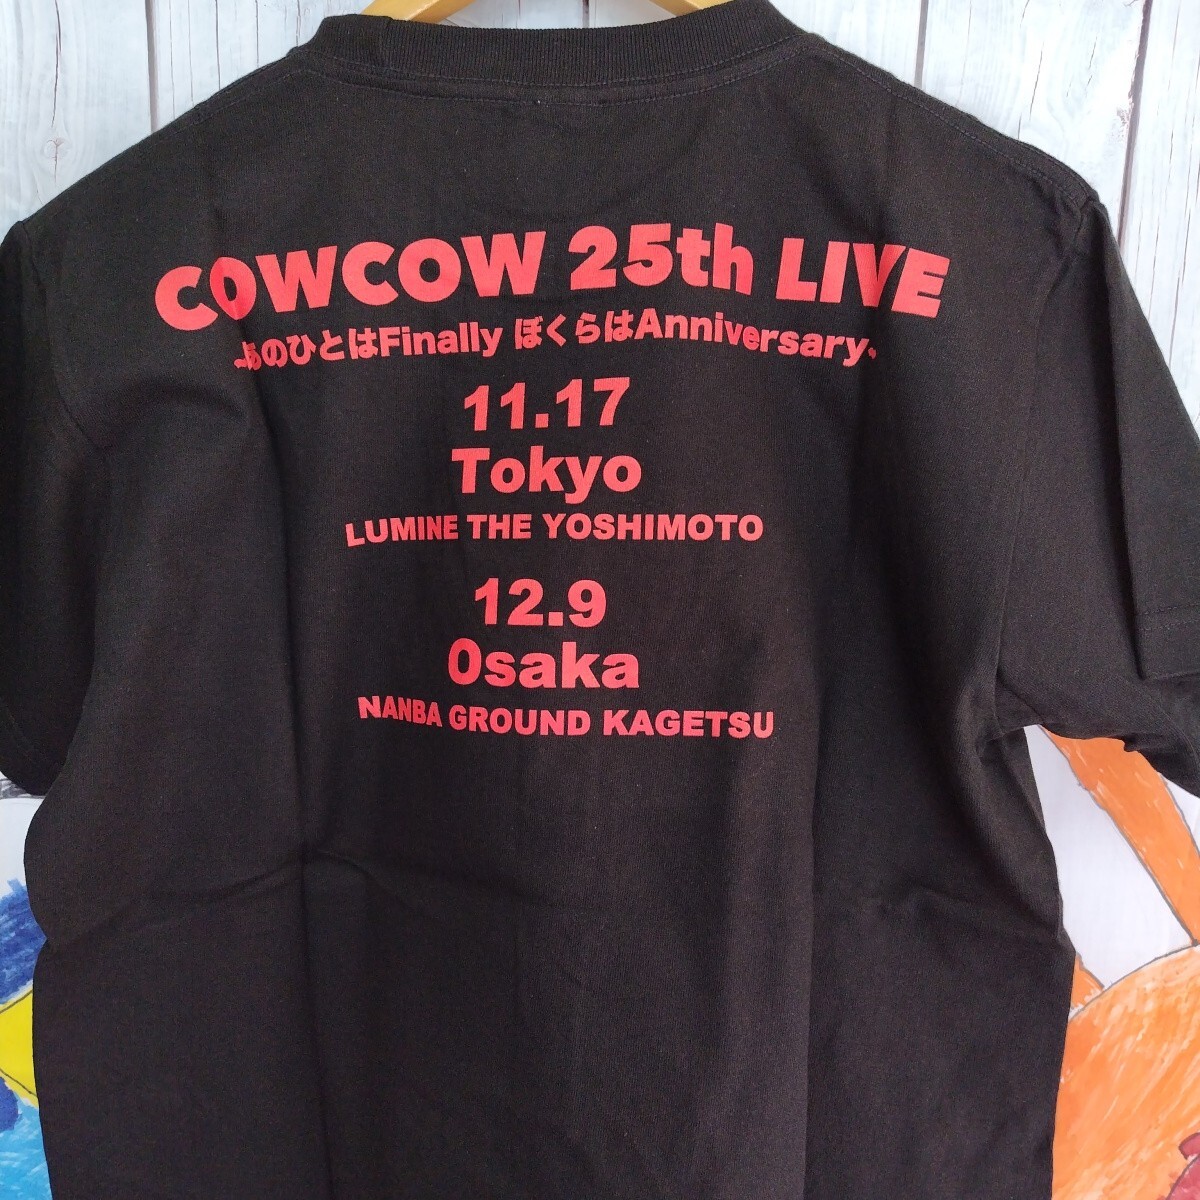 COWCOW 25th LIVE
~あのひとはFinally ぼくらはAnniversary~
11.17
Tokyo
LUMINE THE YOSHIMOTO
12.9
Osaka
NANBA GROUND KAGETSU